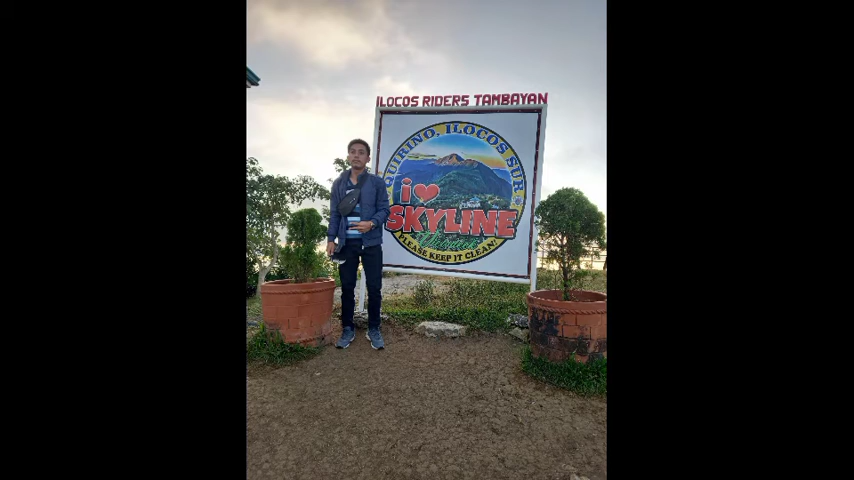 ILOCOS RIDERS TAMBAYAN
QUIRINO, ILOCOS SUR
i
SKYLINE
PLEASE KEEP IT CLEAN!